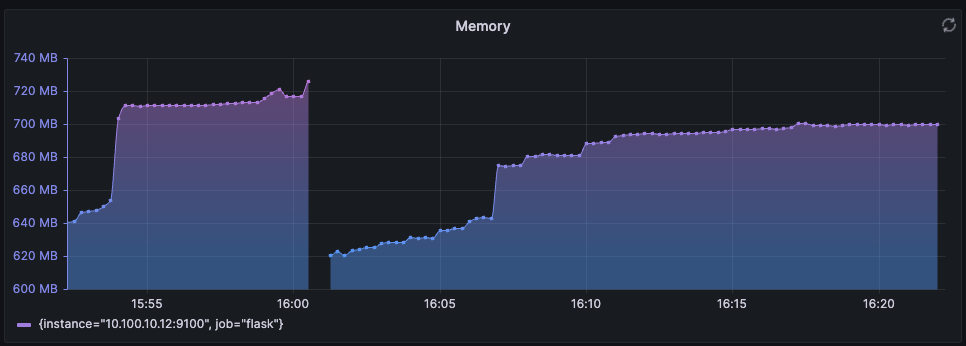 Memory
740 MB
720 MB
700 MB
680 MB
660 MB
640 MB
620 MB
600 MB
15:55 16:00 16:05 16:10 16:15 16:20
{instance="10.100.10.12:9100", job="flask"}